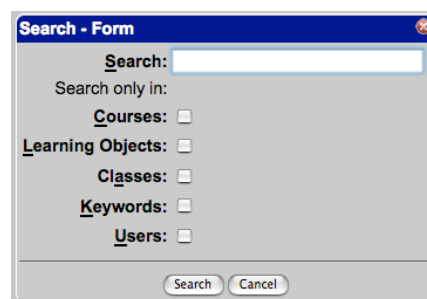 Search - Form
Search:
Search only in:
Courses:
Learning Objects:
Classes:
Keywords:
Users:
Search Cancel